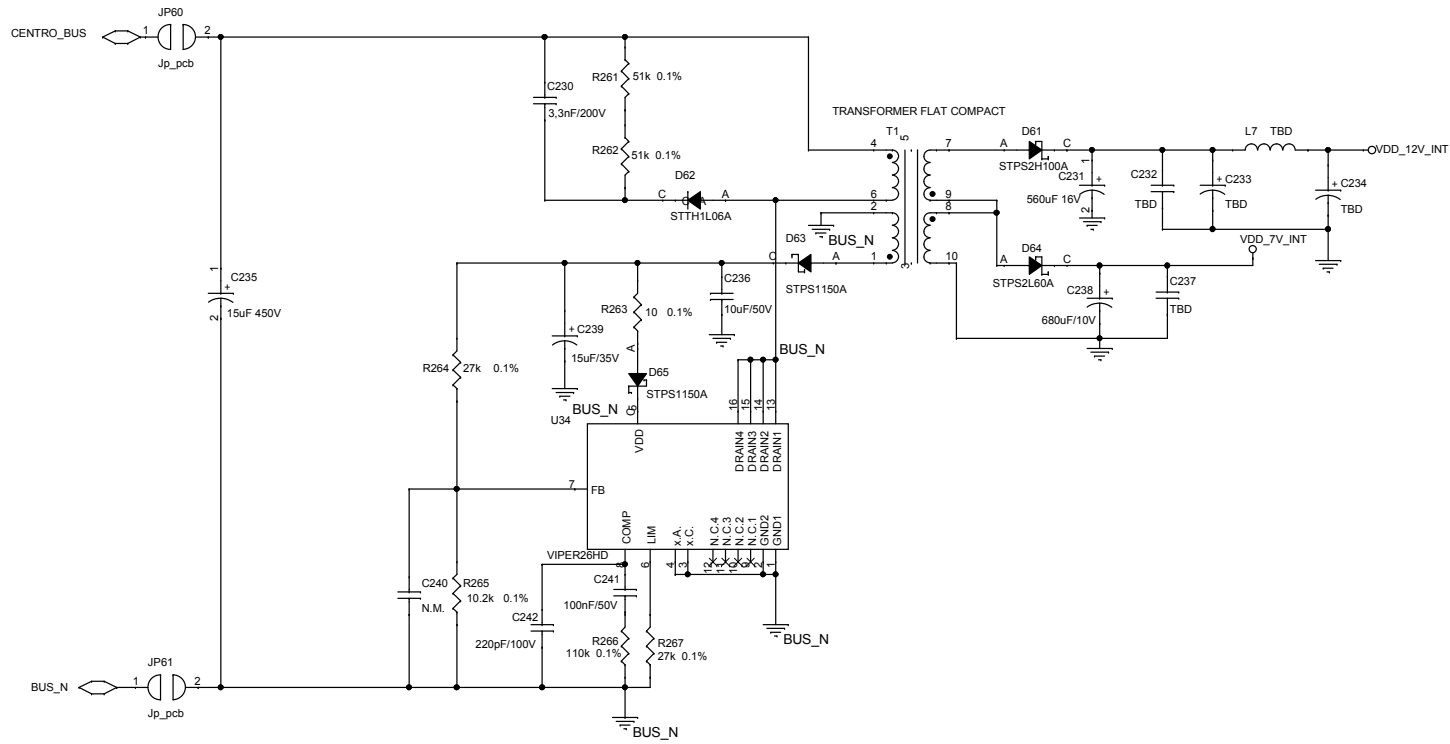 JP60
CENTRO_BUS
1
2
Jp_pcb
C230
3,3nF/200V
R261
51k 0.1%
R262
51k 0.1%
D62
C
A
STTH1L06A
TRANSFORMER FLAT COMPACT
T1
5
4
6
2
1
3
7
9
8
10
BUS_N
D61
A
C
STPS2H100A
1
C231
+
560uF 16V
2
C232
TBD
+
C233
TBD
L7
TBD
+
C234
TBD
VDD_12V_INT
D64
A
C
STPS2L60A
VDD_7V_INT
C238
+
680uF/10V
C237
TBD
D63
C
A
STPS1150A
1
C235
+
15uF 450V
2
C236
10uF/50V
R263
10 0.1%
+
C239
15uF/35V
A
D65
STPS1150A
C
R264
27k 0.1%
BUS_N
BUS_N
U34
5
16
15
14
13
VDD
DRAIN4
DRAIN3
DRAIN2
DRAIN1
7
FB
COMP
LIM
x.A.
x.C.
N.C.4
N.C.3
N.C.2
N.C.1
GND2
GND1
VIPER26HD
8
6
4
3
12
11
10
9
2
1
C240
N.M.
R265
10.2k 0.1%
C241
100nF/50V
C242
220pF/100V
R266
110k 0.1%
R267
27k 0.1%
BUS_N
JP61
BUS_N
1
2
Jp_pcb
BUS_N